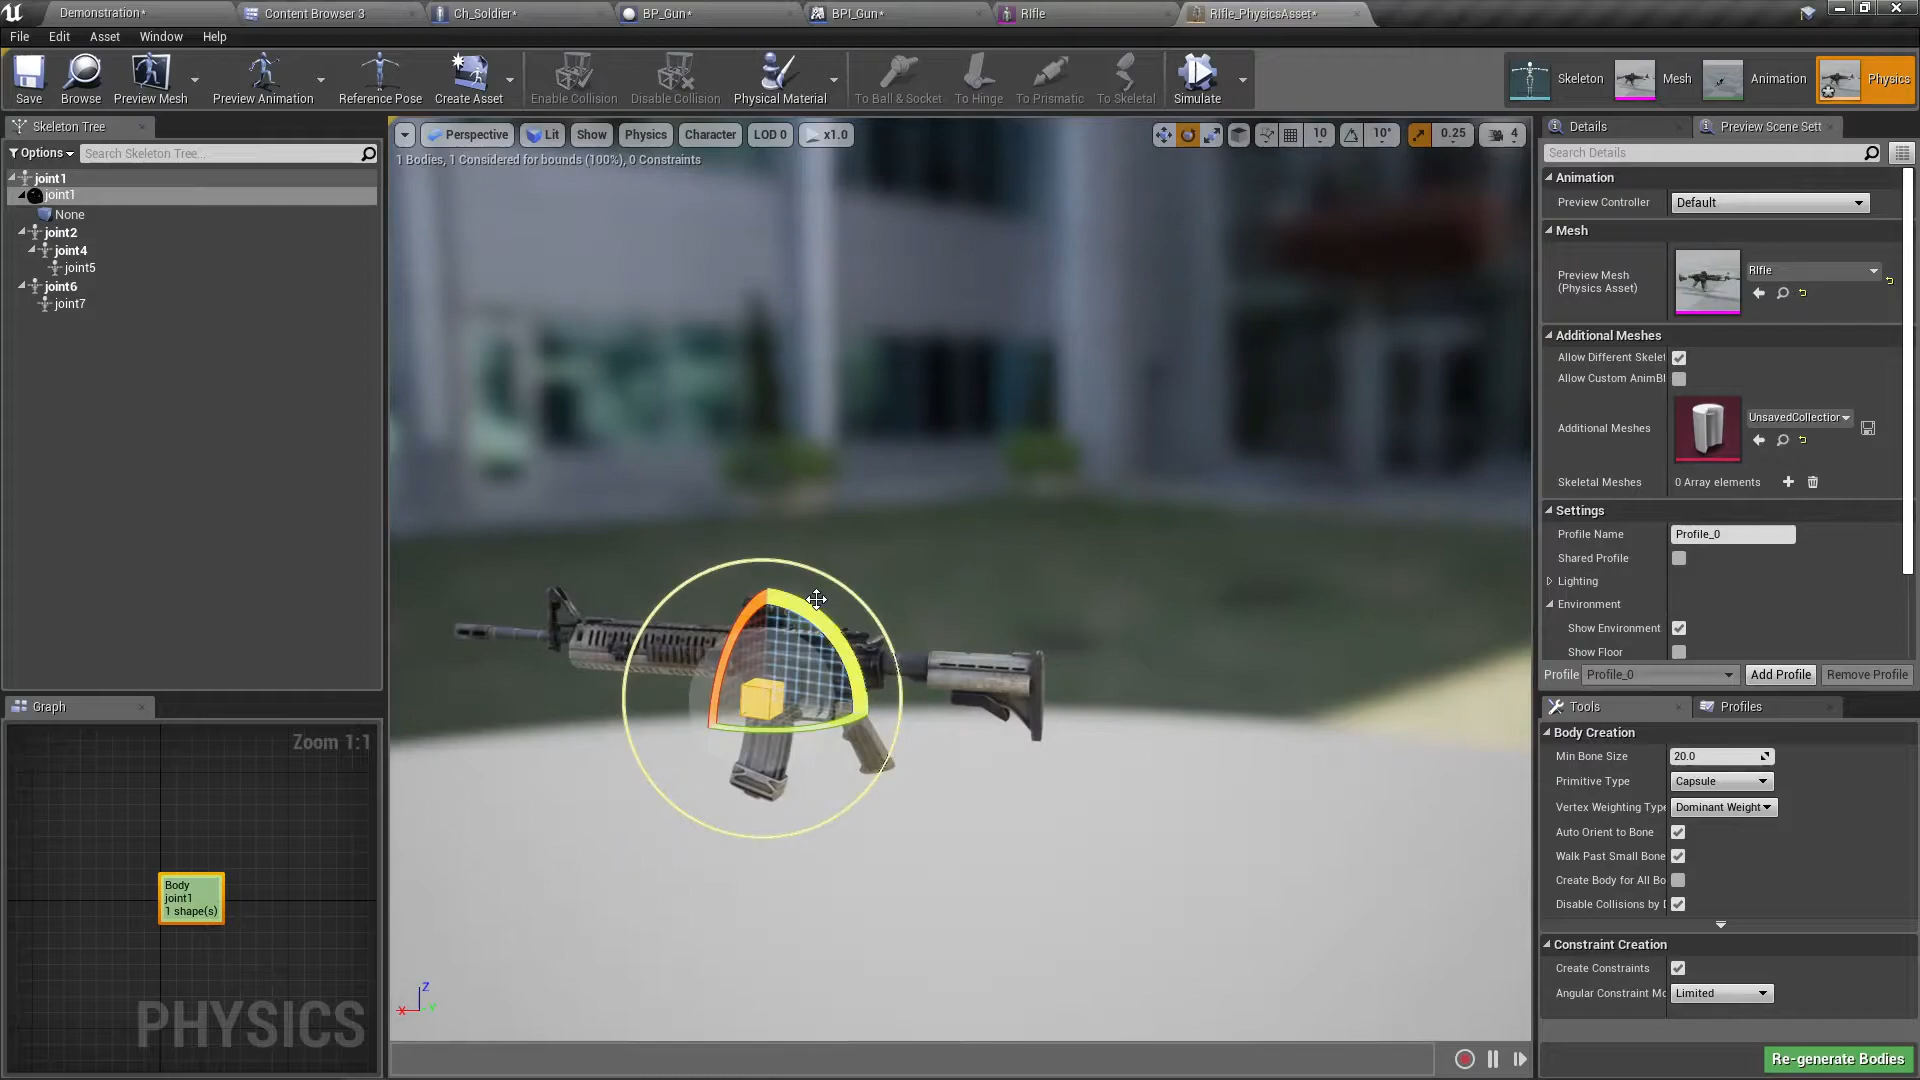 Demonstration*
Content Browser 3
Ch_Soldier*
BP_Gun*
BPI_Gun*
RIfle
RIfle_PhysicsAsset*
File
Edit
Asset
Window
Help
Save
Browse
Preview Mesh
Preview Animation
Reference Pose
Create Asset
Enable Collision
Disable Collision
Physical Material
To Ball & Socket
To Hinge
To Prismatic
To Skeletal
Simulate
Skeleton
Mesh
Animation
Physics
Skeleton Tree
Options
Search Skeleton Tree...
joint1
joint1
None
joint2
joint4
joint5
joint6
joint7
Perspective
Lit
Show
Physics
Character
LOD 0
x1.0
10
10°
0.25
4
1 Bodies, 1 Considered for bounds (100%), 0 Constraints
Z
X
Y
Graph
Zoom 1:1
Body
joint1
1 shape(s)
PHYSICS
Details
Preview Scene Sett
Search Details
Animation
Preview Controller
Default
Mesh
Preview Mesh
(Physics Asset)
RIfle
Additional Meshes
Allow Different Skelet
Allow Custom AnimBl
Additional Meshes
UnsavedCollection
Skeletal Meshes
0 Array elements
Settings
Profile Name
Profile_0
Shared Profile
Lighting
Environment
Show Environment
Show Floor
Profile
Profile_0
Add Profile
Remove Profile
Tools
Profiles
Body Creation
Min Bone Size
20.0
Primitive Type
Capsule
Vertex Weighting Type
Dominant Weight
Auto Orient to Bone
Walk Past Small Bone
Create Body for All Bo
Disable Collisions by D
Constraint Creation
Create Constraints
Angular Constraint Mo
Limited
Re-generate Bodies